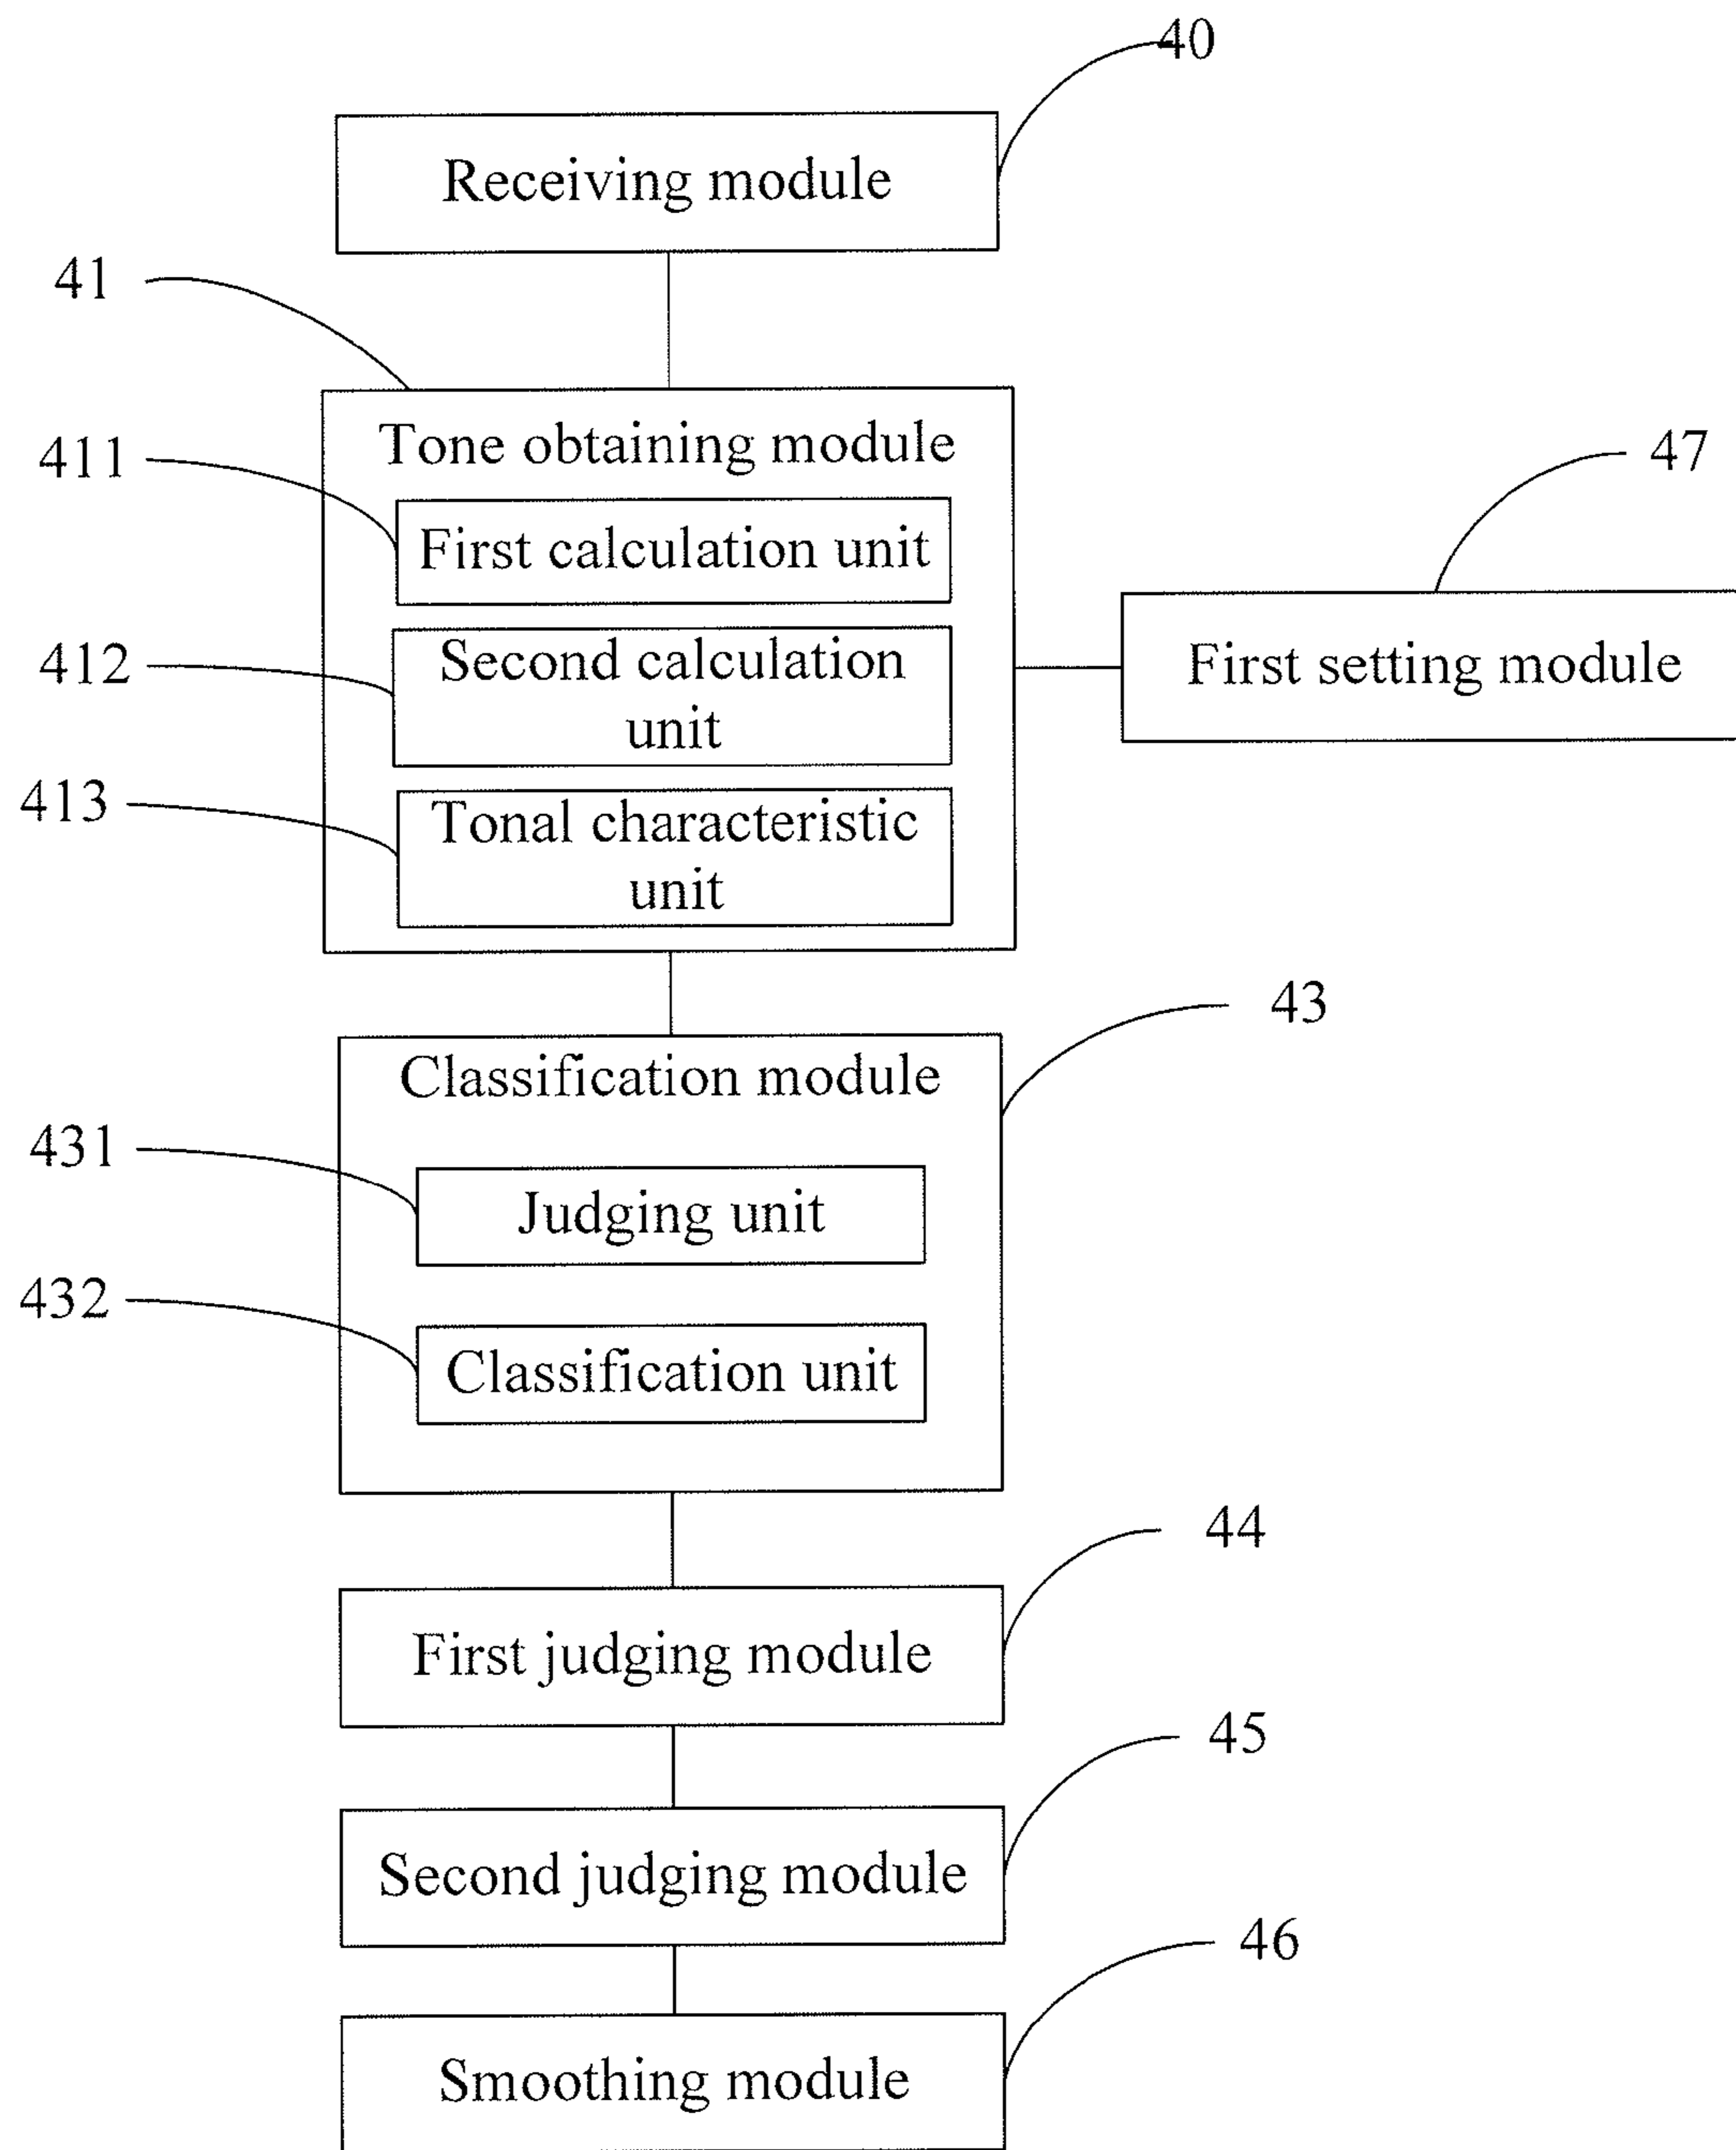 40
Receiving module
41
Tone obtaining module
411
First calculation unit
47
412
Second calculation
unit
First setting module
413
Tonal characteristic
unit
43
Classification module
431
Judging unit
432
Classification unit
44
First judging module
45
Second judging module
46
Smoothing module